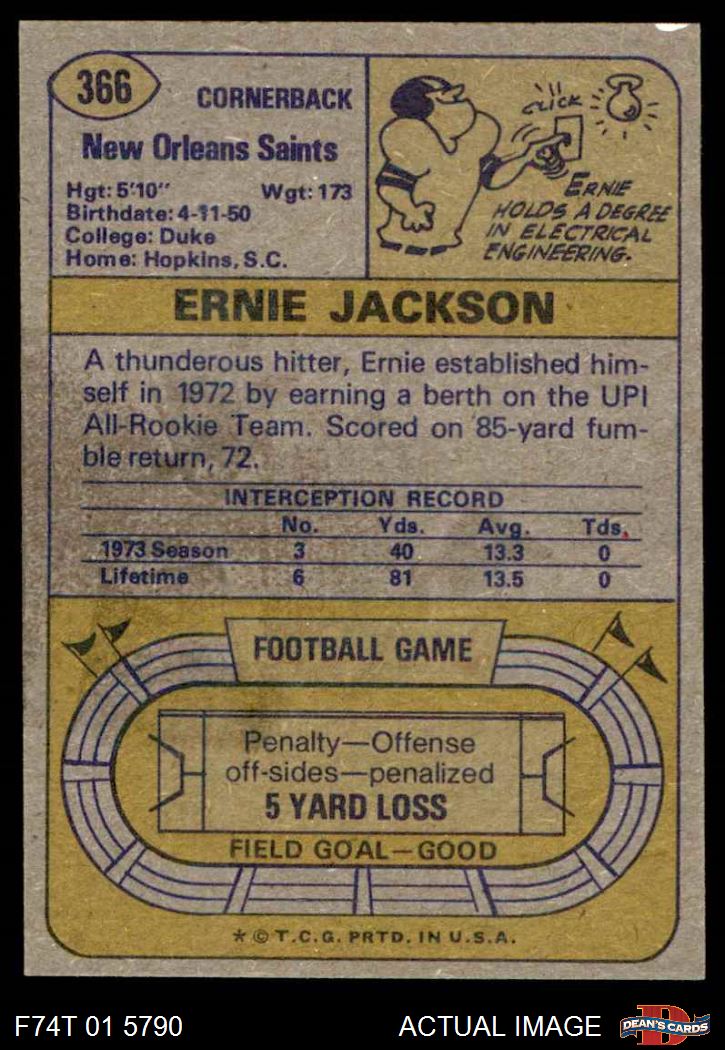 366
CORNERBACK
New Orleans Saints
Hgt: 5'10" Wgt: 173
Birthdate: 4-11-50
College: Duke
Home: Hopkins, S.C.
CLICK
ERNIE
HOLDS A DEGREE
IN ELECTRICAL
ENGINEERING.
ERNIE JACKSON
A thunderous hitter, Ernie established him-
self in 1972 by earning a berth on the UPI
All-Rookie Team. Scored on 85-yard fum-
ble return, 72.
INTERCEPTION RECORD
No. Yds. Avg. Tds.
1973 Season 3 40 13.3 0
Lifetime 6 81 13.5 0
FOOTBALL GAME
Penalty—Offense
off-sides—penalized
5 YARD LOSS
FIELD GOAL—GOOD
* © T.C.G. PRTD. IN U.S.A.
F74T 01 5790 ACTUAL IMAGE
D
DEAN'S CARDS